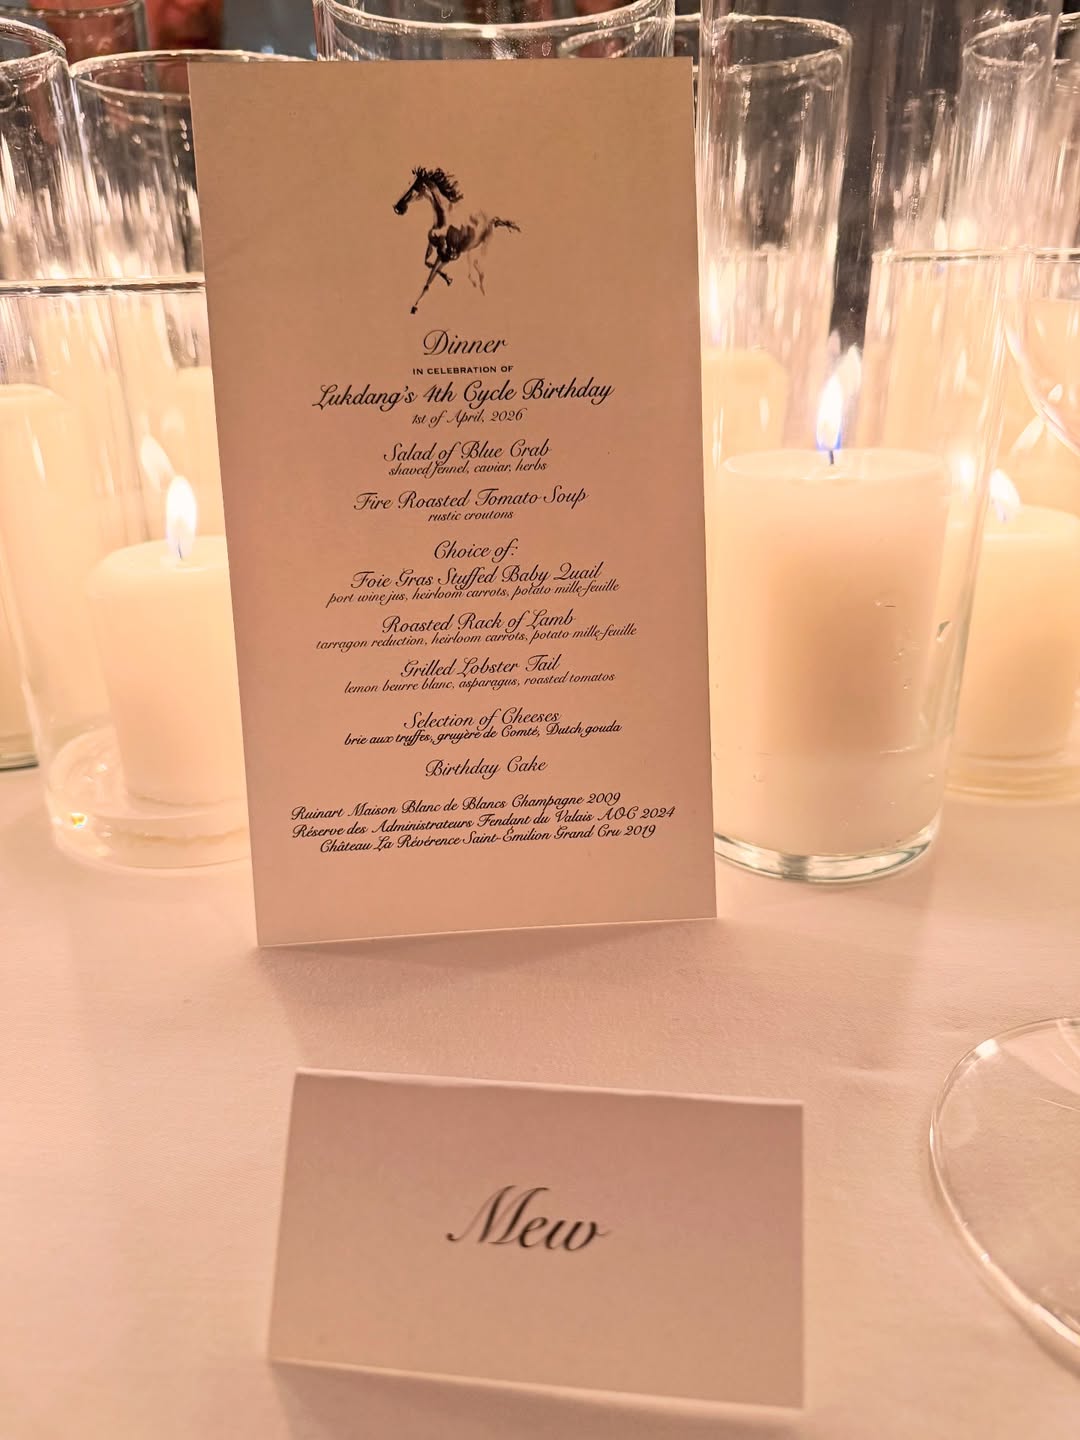 Dinner
IN CELEBRATION OF
Lukdang's 4th Cycle Birthday
1st of April, 2026
Salad of Blue Crab
shaved fennel, caviar, herbs
Fire Roasted Tomato Soup
rustic croutons
Choice of:
Foie Gras Stuffed Baby Quail
port wine jus, heirloom carrots, potato mille-feuille
Roasted Rack of Lamb
tarragon reduction, heirloom carrots, potato mille-feuille
Grilled Lobster Tail
lemon beurre blanc, asparagus, roasted tomatos
Selection of Cheeses
brie aux truffes, gruyère de Comté, Dutch gouda
Birthday Cake
Ruinart Maison Blanc de Blancs Champagne 2009
Réserve des Administrateurs Fendant du Valais AOC 2024
Château La Révérence Saint-Émilion Grand Cru 2019
Mew